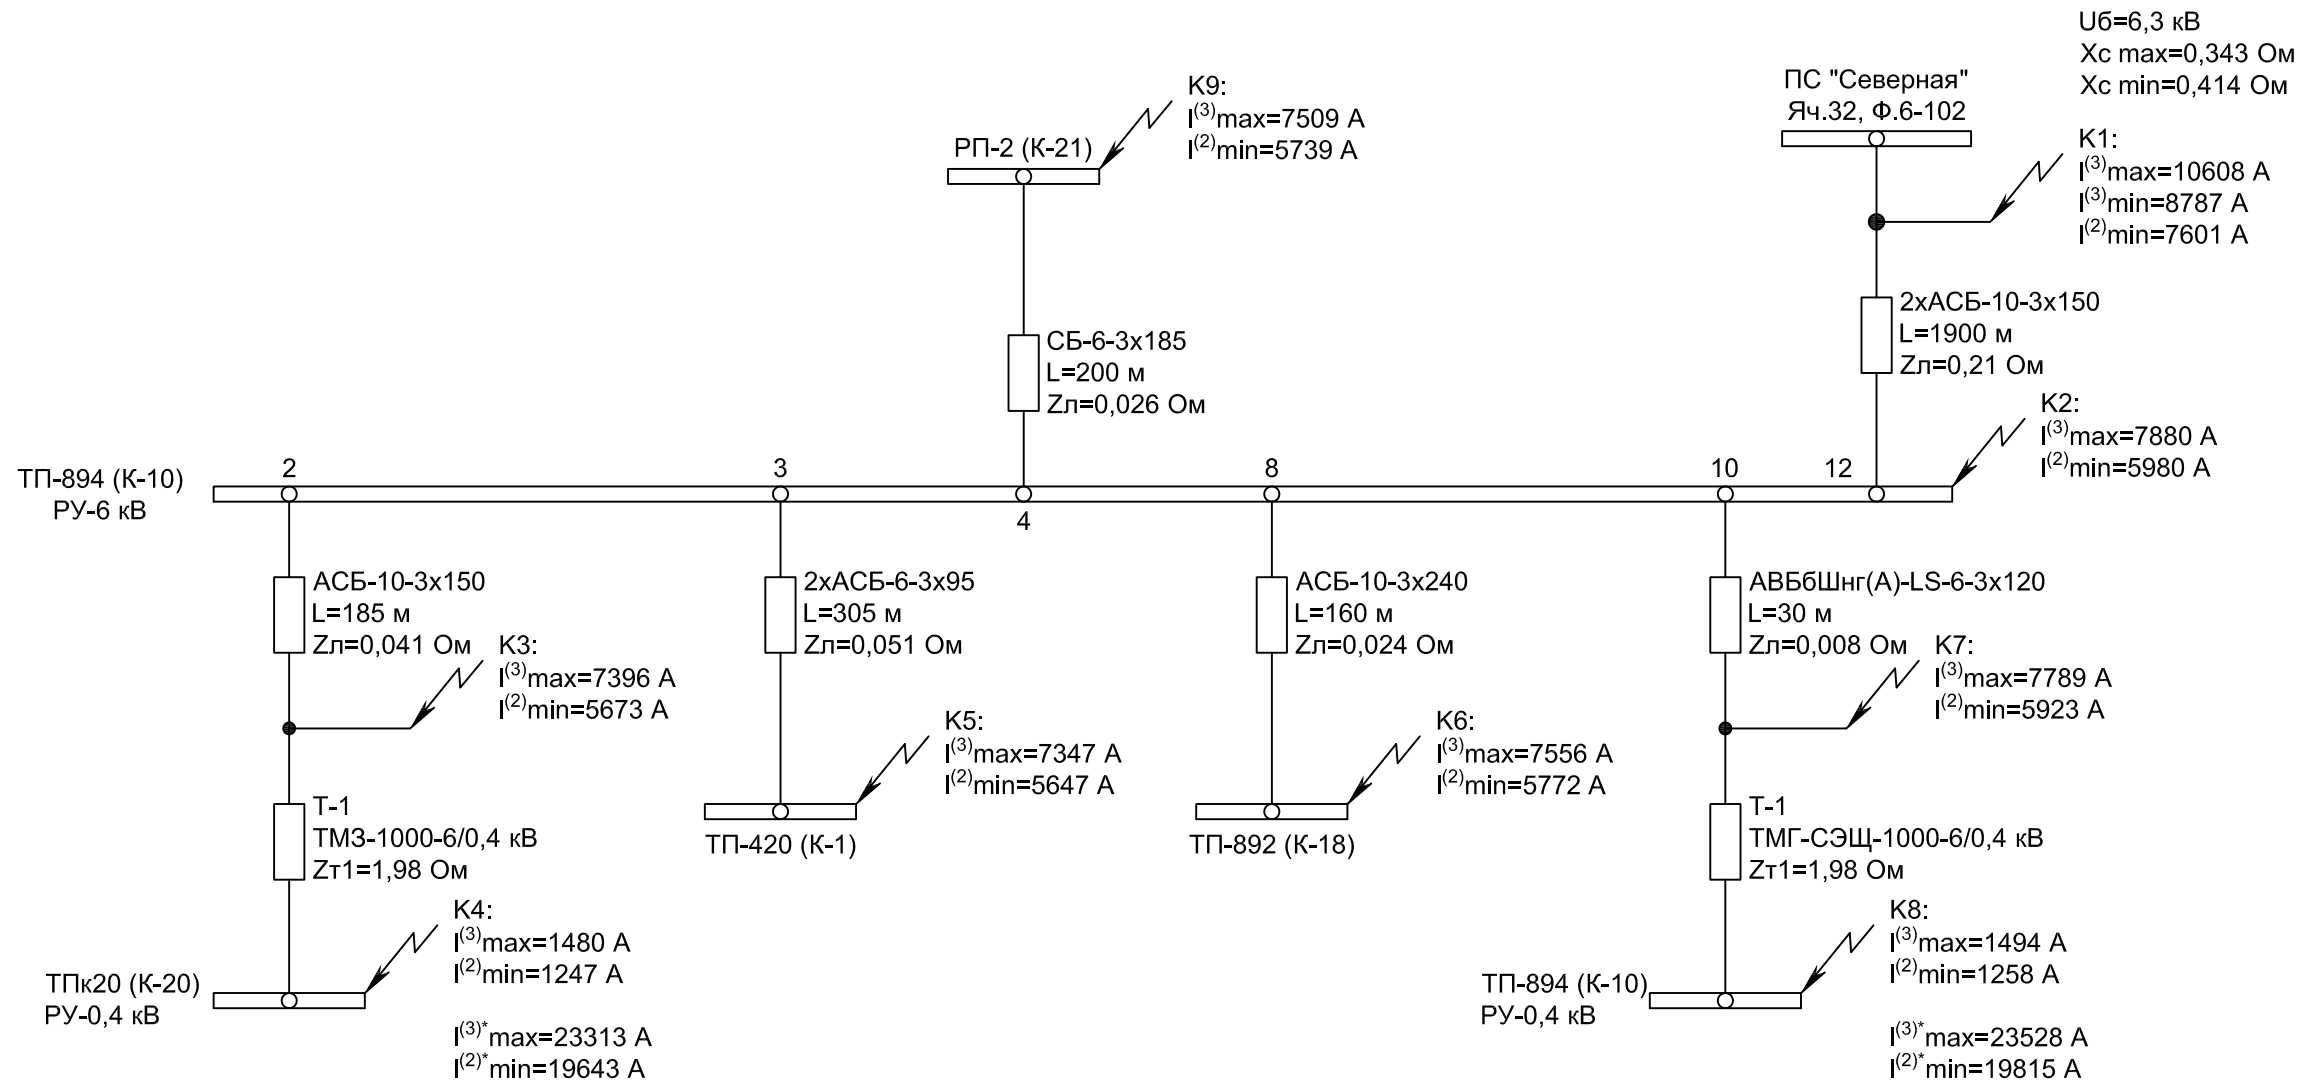 Uб=6,3 кВ
Xc max=0,343 Ом
Xc min=0,414 Ом
ПС "Северная"
Яч.32, Ф.6-102
K1:
I⁽³⁾max=10608 А
I⁽³⁾min=8787 А
I⁽²⁾min=7601 А
K9:
I⁽³⁾max=7509 А
I⁽²⁾min=5739 А
РП-2 (К-21)
2хАСБ-10-3х150
L=1900 м
Zл=0,21 Ом
СБ-6-3х185
L=200 м
Zл=0,026 Ом
K2:
I⁽³⁾max=7880 А
I⁽²⁾min=5980 А
ТП-894 (К-10)
РУ-6 кВ
2
3
4
8
10
12
АСБ-10-3х150
L=185 м
Zл=0,041 Ом
K3:
I⁽³⁾max=7396 А
I⁽²⁾min=5673 А
2хАСБ-6-3х95
L=305 м
Zл=0,051 Ом
K5:
I⁽³⁾max=7347 А
I⁽²⁾min=5647 А
ТП-420 (К-1)
АСБ-10-3х240
L=160 м
Zл=0,024 Ом
K6:
I⁽³⁾max=7556 А
I⁽²⁾min=5772 А
ТП-892 (К-18)
АВБбШнг(А)-LS-6-3х120
L=30 м
Zл=0,008 Ом
K7:
I⁽³⁾max=7789 А
I⁽²⁾min=5923 А
Т-1
ТМЗ-1000-6/0,4 кВ
Zт1=1,98 Ом
K4:
I⁽³⁾max=1480 А
I⁽²⁾min=1247 А
ТПк20 (К-20)
РУ-0,4 кВ
I⁽³⁾*max=23313 А
I⁽²⁾*min=19643 А
Т-1
ТМГ-СЭЩ-1000-6/0,4 кВ
Zт1=1,98 Ом
K8:
I⁽³⁾max=1494 А
I⁽²⁾min=1258 А
ТП-894 (К-10)
РУ-0,4 кВ
I⁽³⁾*max=23528 А
I⁽²⁾*min=19815 А